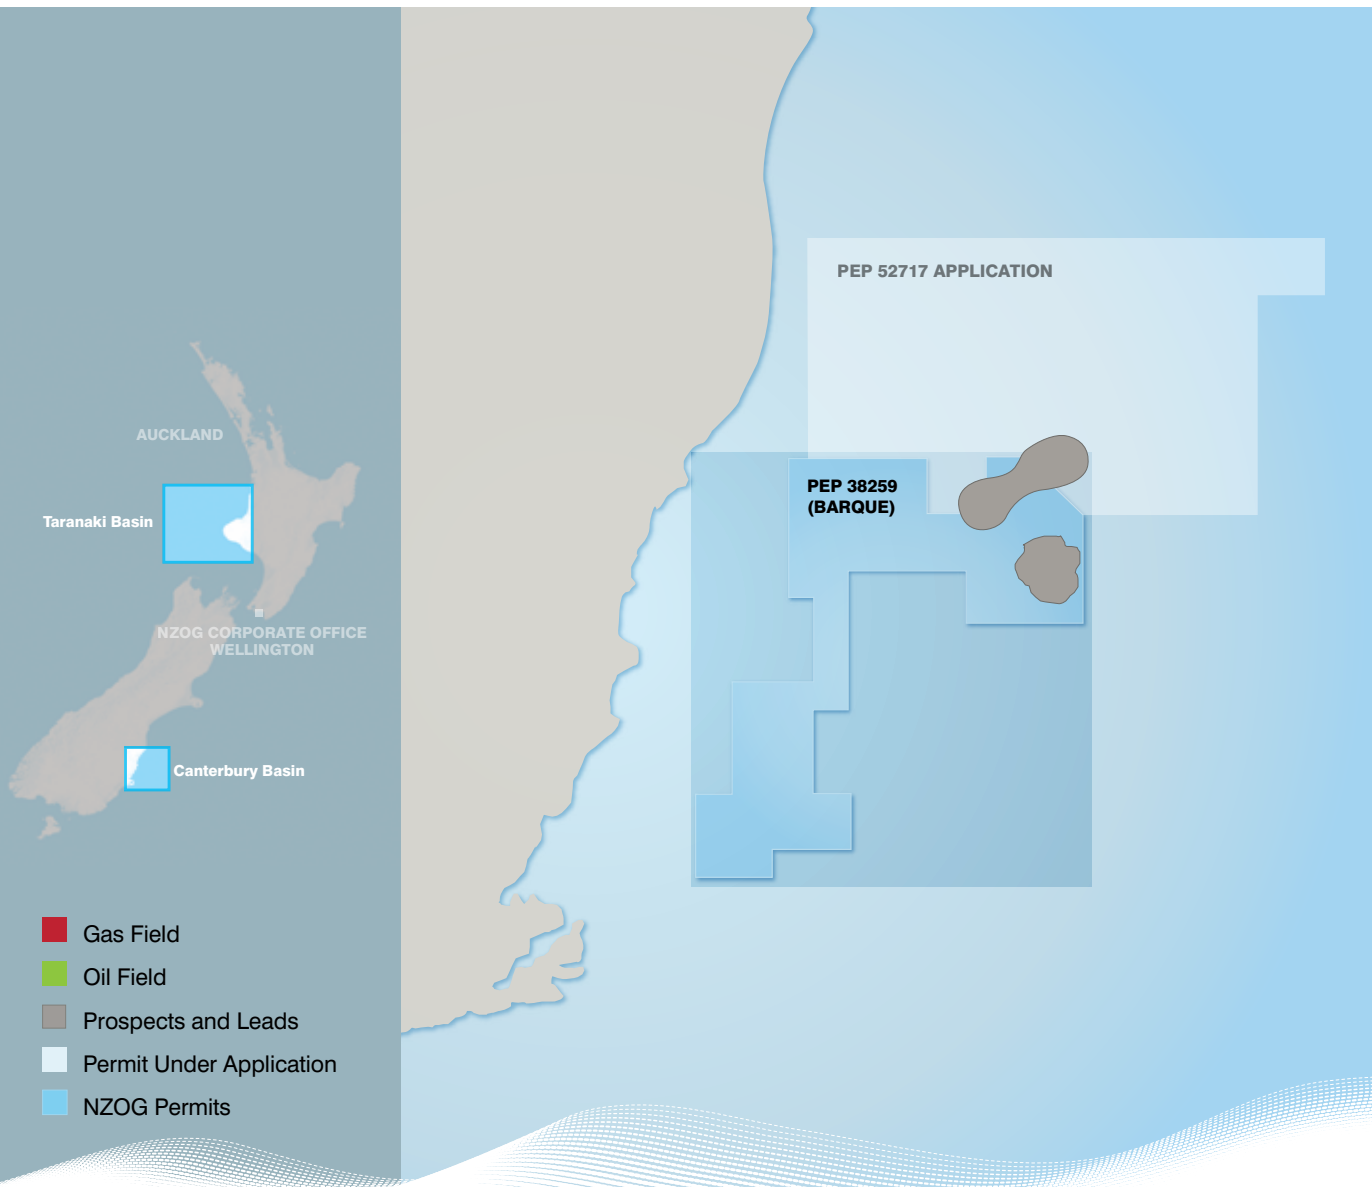 AUCKLAND
Taranaki Basin
NZOG CORPORATE OFFICE
WELLINGTON
Canterbury Basin
Gas Field
Oil Field
Prospects and Leads
Permit Under Application
NZOG Permits
PEP 52717 APPLICATION
PEP 38259
(BARQUE)